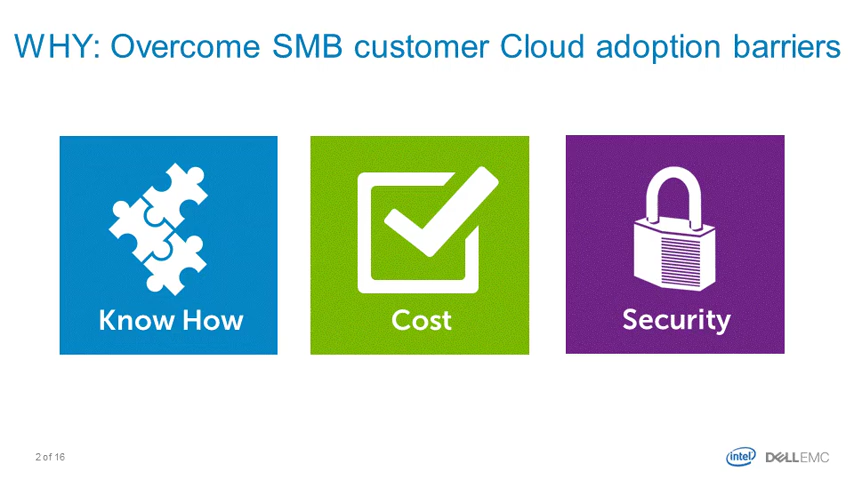 WHY: Overcome SMB customer Cloud adoption barriers
Know How
Cost
Security
2 of 16
intel
DELLEMC